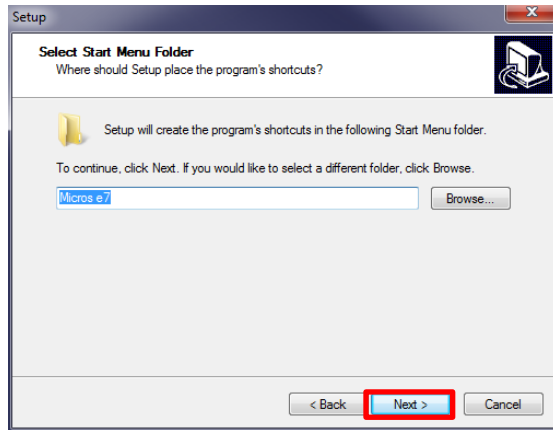 Setup
Select Start Menu Folder
Where should Setup place the program's shortcuts?
Setup will create the program's shortcuts in the following Start Menu folder.
To continue, click Next. If you would like to select a different folder, click Browse.
Micros e7
Browse...
< Back
Next >
Cancel